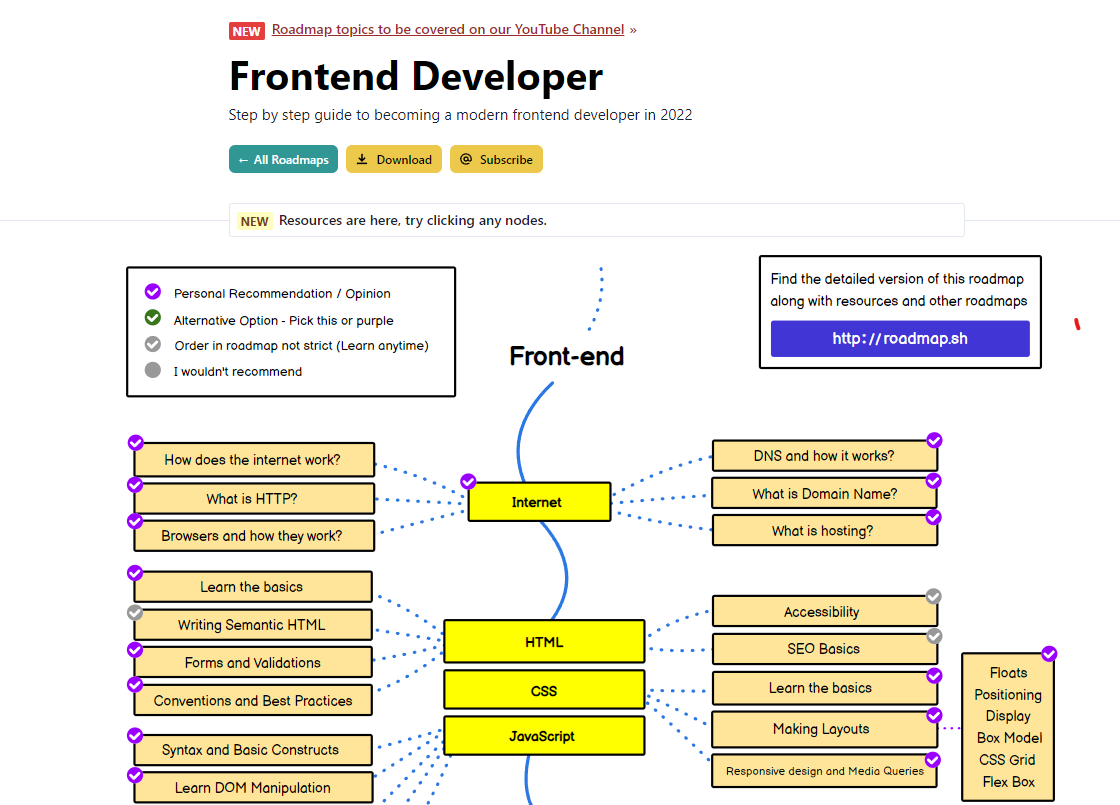 NEW Roadmap topics to be covered on our YouTube Channel »
Frontend Developer
Step by step guide to becoming a modern frontend developer in 2022
← All Roadmaps
Download
@ Subscribe
NEW Resources are here, try clicking any nodes.
Personal Recommendation / Opinion
Alternative Option - Pick this or purple
Order in roadmap not strict (Learn anytime)
I wouldn't recommend
Find the detailed version of this roadmap
along with resources and other roadmaps
http://roadmap.sh
Front-end
How does the internet work?
What is HTTP?
Browsers and how they work?
Internet
DNS and how it works?
What is Domain Name?
What is hosting?
Learn the basics
Writing Semantic HTML
Forms and Validations
Conventions and Best Practices
HTML
Accessibility
SEO Basics
CSS
Learn the basics
Making Layouts
Responsive design and Media Queries
Floats
Positioning
Display
Box Model
CSS Grid
Flex Box
JavaScript
Syntax and Basic Constructs
Learn DOM Manipulation